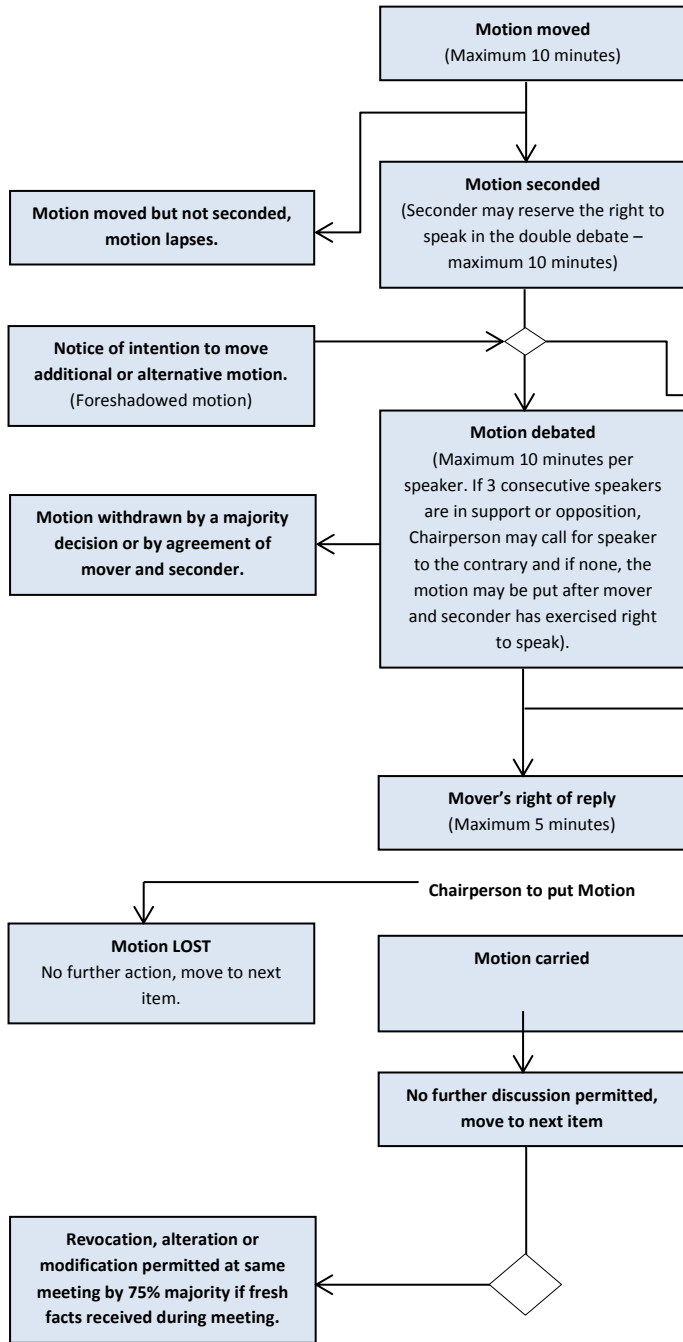 Motion moved
(Maximum 10 minutes)
Motion seconded
(Seconder may reserve the right to
speak in the double debate –
maximum 10 minutes)
Motion moved but not seconded,
motion lapses.
Notice of intention to move
additional or alternative motion.
(Foreshadowed motion)
Motion debated
(Maximum 10 minutes per
speaker. If 3 consecutive speakers
are in support or opposition,
Chairperson may call for speaker
to the contrary and if none, the
motion may be put after mover
and seconder has exercised right
to speak).
Motion withdrawn by a majority
decision or by agreement of
mover and seconder.
Mover’s right of reply
(Maximum 5 minutes)
Chairperson to put Motion
Motion LOST
No further action, move to next
item.
Motion carried
No further discussion permitted,
move to next item
Revocation, alteration or
modification permitted at same
meeting by 75% majority if fresh
facts received during meeting.